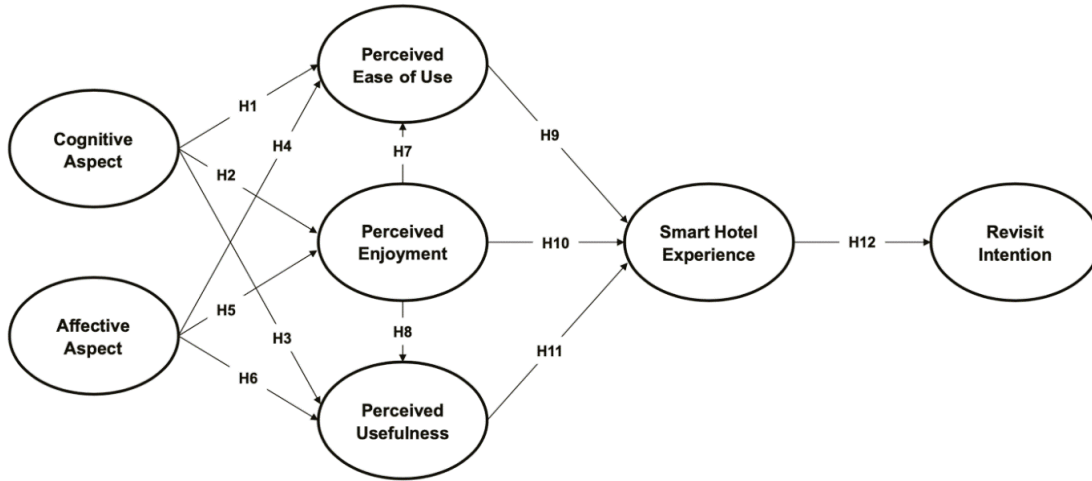 Perceived
Ease of Use
H1
H9
Cognitive
Aspect
H4
H7
H2
Perceived
Enjoyment
H10
Smart Hotel
Experience
H12
Revisit
Intention
H5
Affective
Aspect
H3
H8
H11
H6
Perceived
Usefulness